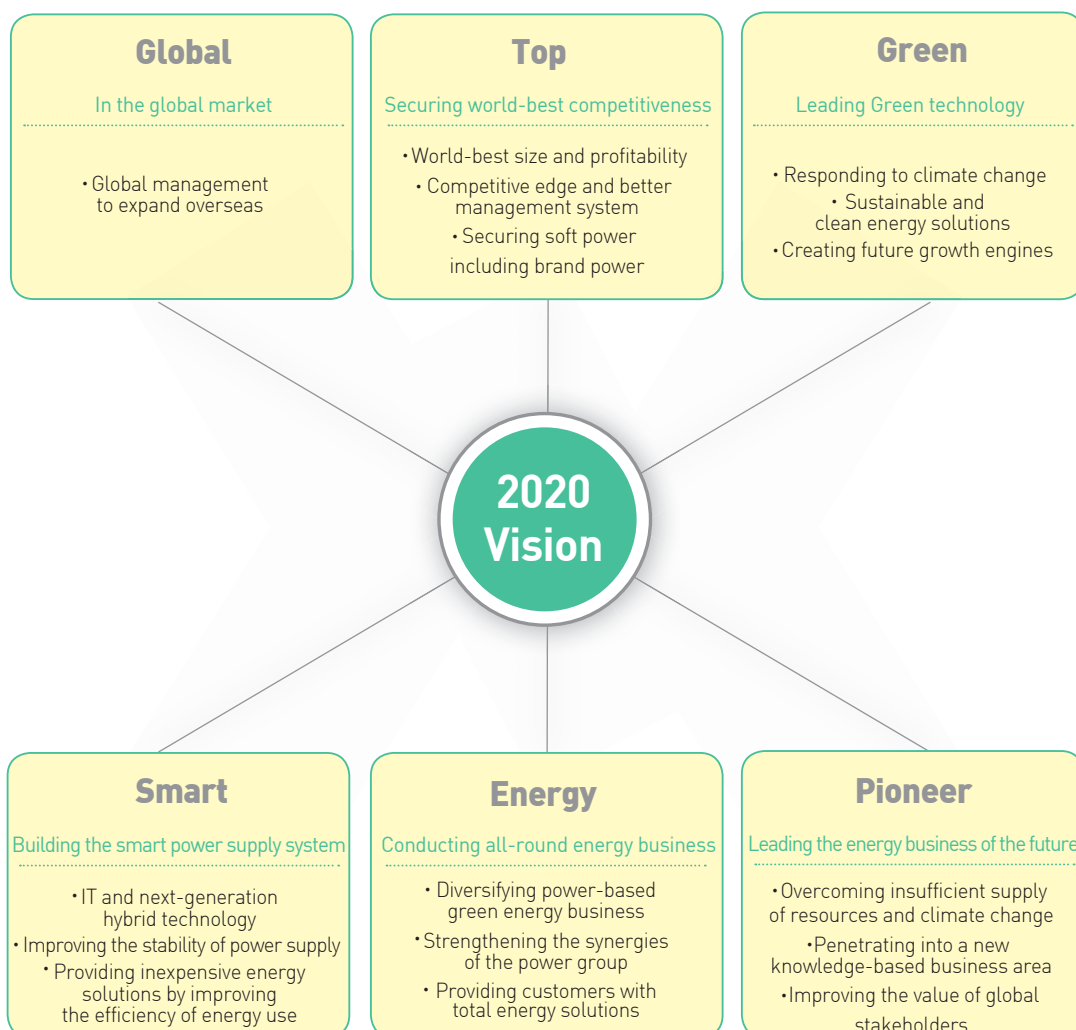 Global
In the global market
• Global management
to expand overseas
Top
Securing world-best competitiveness
• World-best size and profitability
• Competitive edge and better
management system
• Securing soft power
including brand power
Green
Leading Green technology
• Responding to climate change
• Sustainable and
clean energy solutions
• Creating future growth engines
2020
Vision
Smart
Building the smart power supply system
• IT and next-generation
hybrid technology
• Improving the stability of power supply
• Providing inexpensive energy
solutions by improving
the efficiency of energy use
Energy
Conducting all-round energy business
• Diversifying power-based
green energy business
• Strengthening the synergies
of the power group
• Providing customers with
total energy solutions
Pioneer
Leading the energy business of the future
• Overcoming insufficient supply
of resources and climate change
• Penetrating into a new
knowledge-based business area
• Improving the value of global
stakeholders